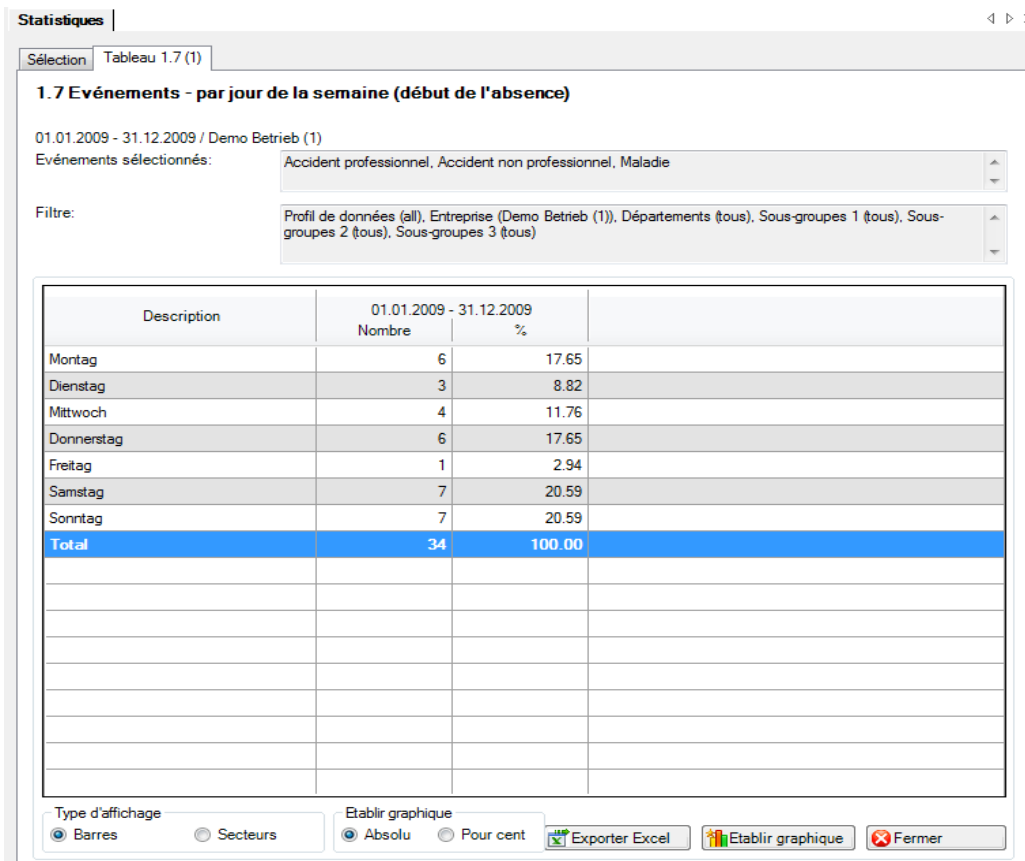 Statistiques
Sélection Tableau 1.7 (1)
1.7 Evénements - par jour de la semaine (début de l'absence)
01.01.2009 - 31.12.2009 / Demo Betrieb (1)
Evénements sélectionnés: Accident professionnel, Accident non professionnel, Maladie
Filtre: Profil de données (all), Entreprise (Demo Betrieb (1)), Départements (tous), Sous-groupes 1 (tous), Sous-
groupes 2 (tous), Sous-groupes 3 (tous)
Description 01.01.2009 - 31.12.2009
Nombre %
Montag 6 17.65
Dienstag 3 8.82
Mittwoch 4 11.76
Donnerstag 6 17.65
Freitag 1 2.94
Samstag 7 20.59
Sonntag 7 20.59
Total 34 100.00
Type d'affichage Etablir graphique
Barres Secteurs Absolu Pour cent Exporter Excel Etablir graphique Fermer